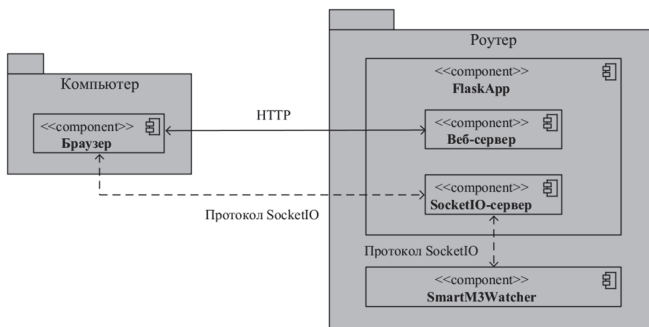 Роутер
<<component>>
FlaskApp
Компьютер
<<component>>
Браузер
HTTP
<<component>>
Веб-сервер
<<component>>
SocketIO-сервер
Протокол SocketIO
Протокол SocketIO
<<component>>
SmartM3Watcher